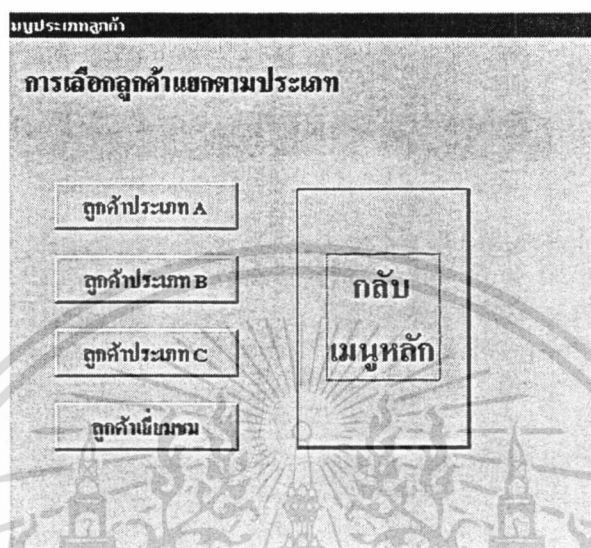 มนูประเภทลูกค้า
การเลือกลูกค้าแยกตามประเภท
ลูกค้าประเภท A
ลูกค้าประเภท B
ลูกค้าประเภท C
ลูกค้าเยี่ยมชม
กลับ
เมนูหลัก